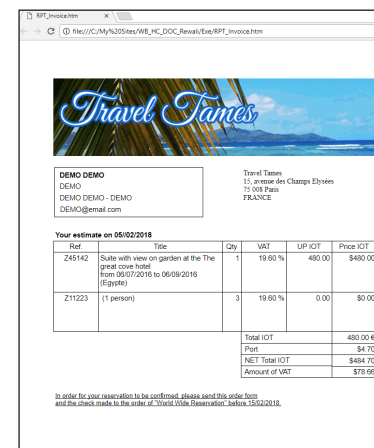 RPT_Invoice.htm
file:///C:/My%20Sites/WB_HC_DOC_Rewali/Exe/RPT_Invoice.htm
Travel Tames
DEMO DEMO
DEMO
DEMO DEMO - DEMO
DEMO@email.com
Travel Tames
15, avenue des Champs Elysées
75 008 Paris
FRANCE
Your estimate on 05//02/2018
Ref. Title Qty VAT UP IOT Price IOT
Z45142 Suite with view on garden at the The 1 19.60 % 480.00 $480.00
great cove hotel
from 06/07/2016 to 06/09/2016
(Egypte)
Z11223 (1 person) 3 19.60 % 0.00 $0.00
Total IOT 480.00 €
Port $4.70
NET Total IOT $484.70
Amount of VAT $78.66
In order for your reservation to be confirmed, please send this order form
and the check made to the order of "World Wide Reservation" before 15/02/2018.